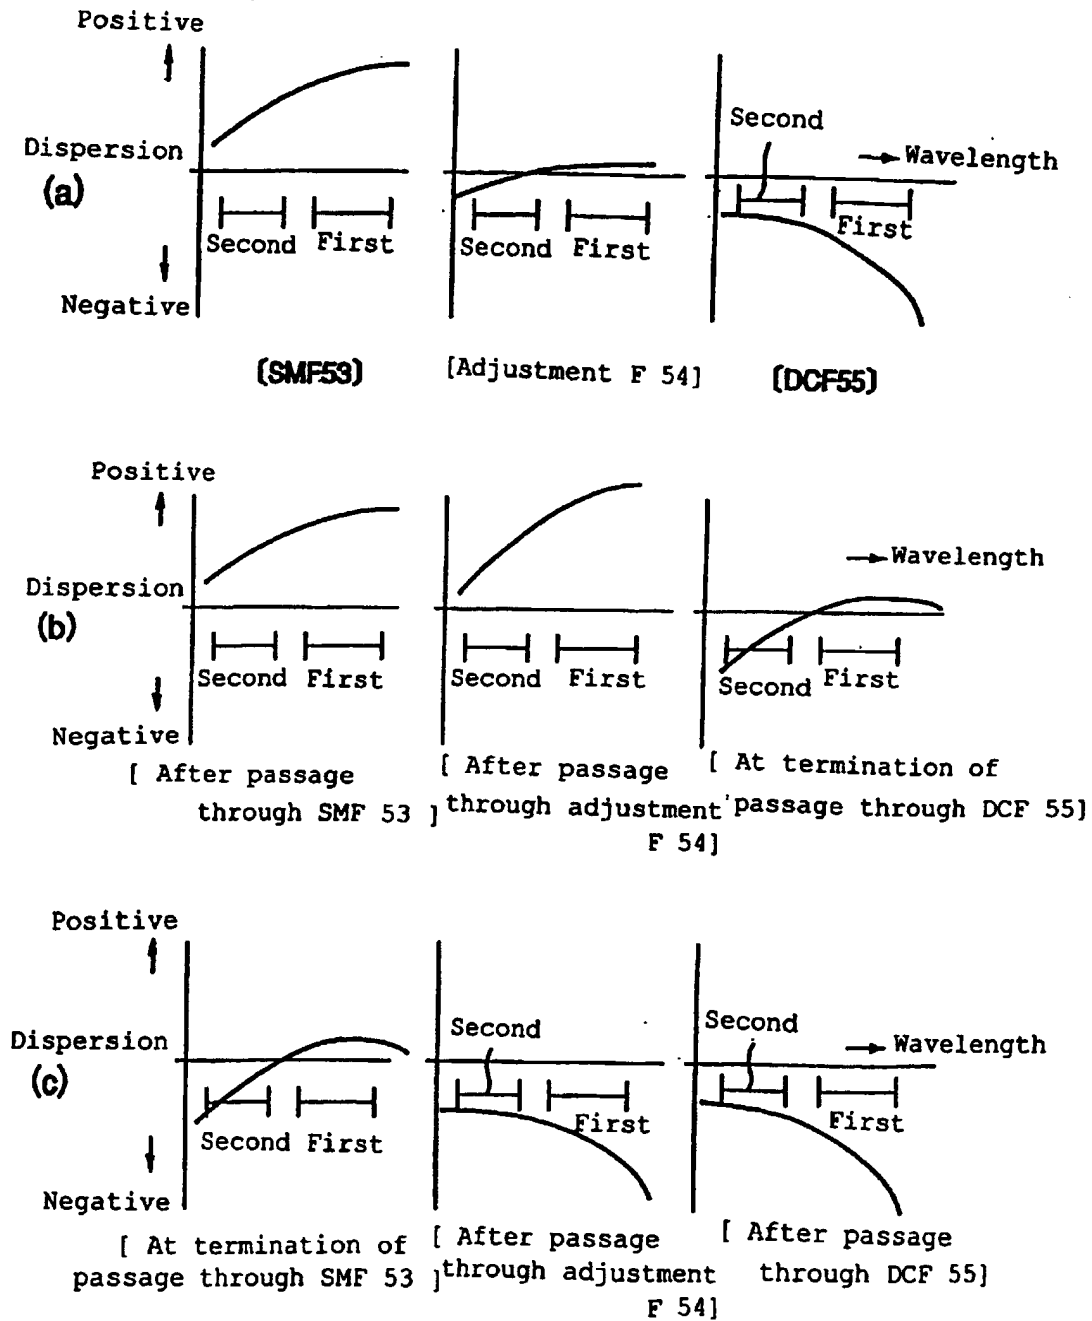 Positive
Second
Dispersion
→ Wavelength
(a)
Second First
Second First
First
Negative
[SMF53] [Adjustment F 54] [DCF55]
Positive
→ Wavelength
Dispersion
(b)
Second First
Second First
Second First
Negative
[ After passage
through SMF 53 ]
[ After passage
through adjustment
F 54]
[ At termination of
passage through DCF 55]
Positive
Second
Second
Dispersion
→ Wavelength
(c)
Second First
First
First
Negative
[ At termination of
passage through SMF 53 ]
[ After passage
through adjustment
F 54]
[ After passage
through DCF 55]